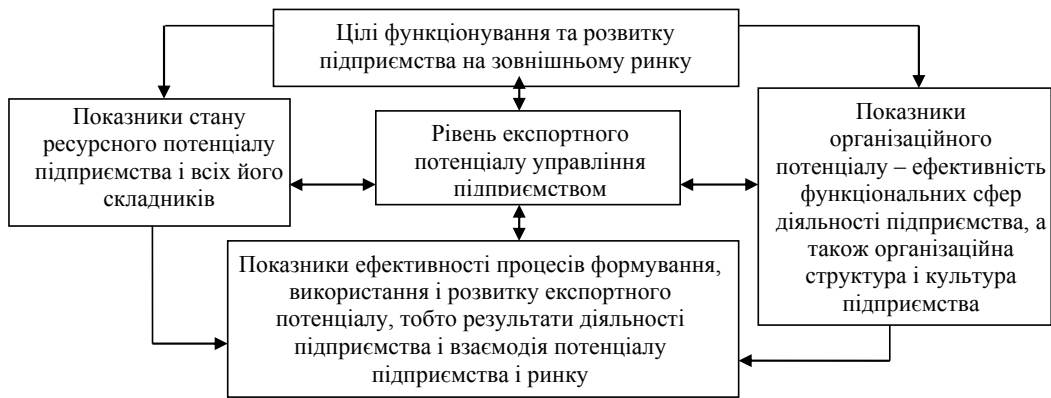 Цілі функціонування та розвитку
підприємства на зовнішньому ринку
Показники стану
ресурсного потенціалу
підприємства і всіх його
складників
Рівень експортного
потенціалу управління
підприємством
Показники
організаційного
потенціалу – ефективність
функціональних сфер
діяльності підприємства, а
також організаційна
структура і культура
підприємства
Показники ефективності процесів формування,
використання і розвитку експортного
потенціалу, тобто результати діяльності
підприємства і взаємодія потенціалу
підприємства і ринку